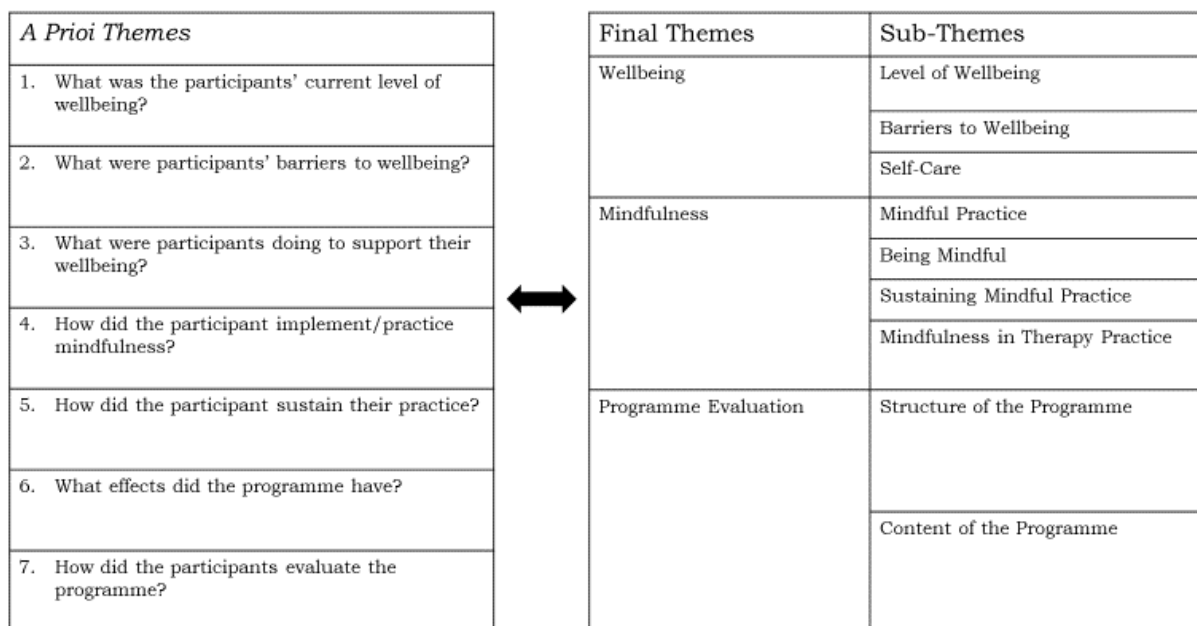 A Prioi Themes
1. What was the participants' current level of
wellbeing?
2. What were participants' barriers to wellbeing?
3. What were participants doing to support their
wellbeing?
4. How did the participant implement/practice
mindfulness?
5. How did the participant sustain their practice?
6. What effects did the programme have?
7. How did the participants evaluate the
programme?
Final Themes
Sub-Themes
Wellbeing
Level of Wellbeing
Barriers to Wellbeing
Self-Care
Mindfulness
Mindful Practice
Being Mindful
Sustaining Mindful Practice
Mindfulness in Therapy Practice
Programme Evaluation
Structure of the Programme
Content of the Programme